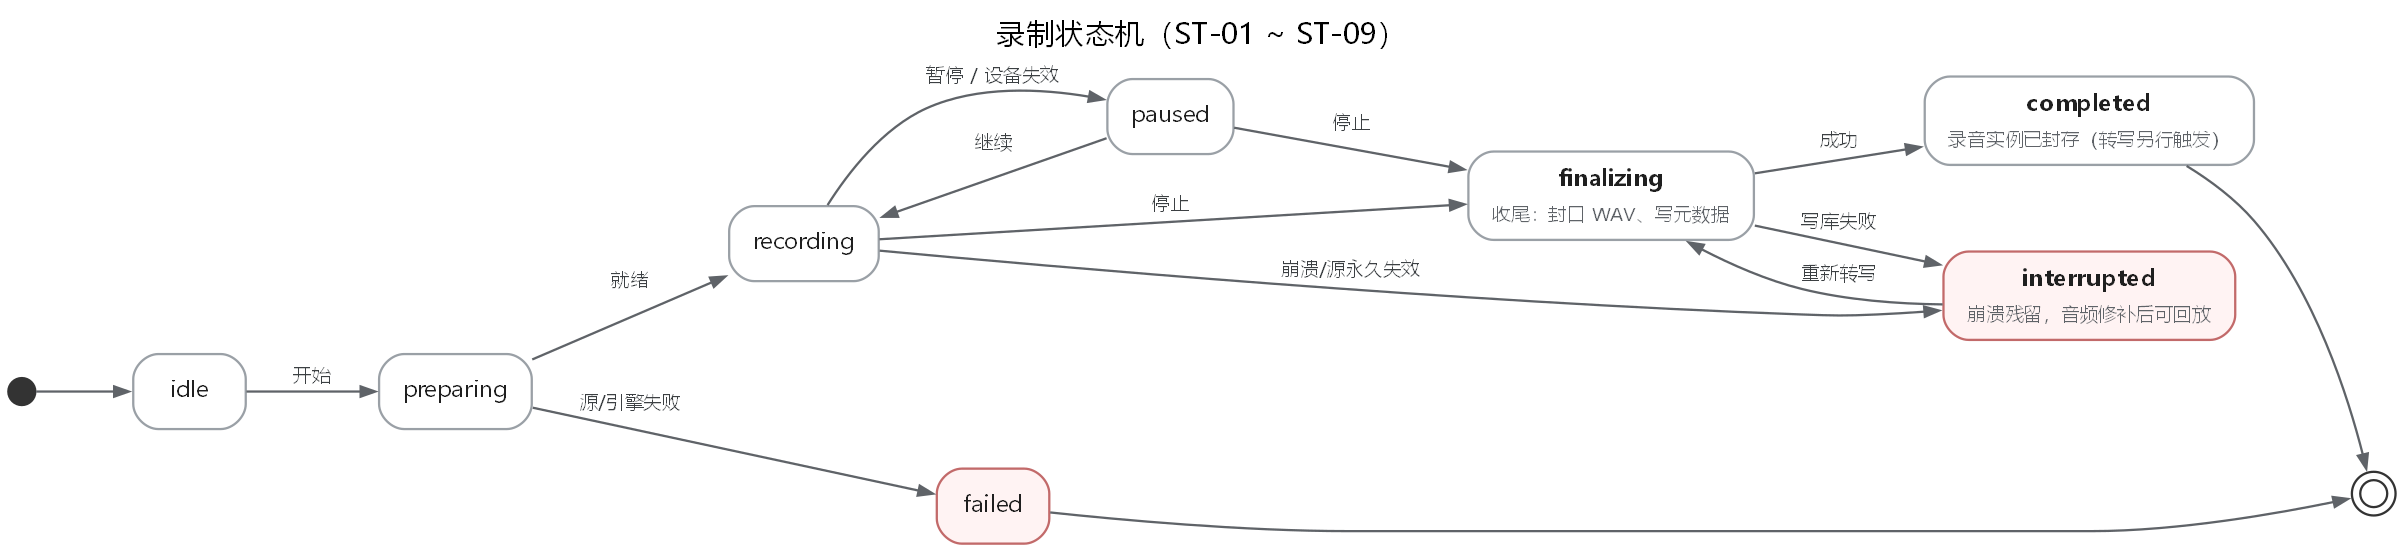 录制状态机（ST-01 ~ ST-09）
暂停 / 设备失效
paused
继续
停止
completed
录音实例已封存（转写另行触发）
成功
finalizing
收尾：封口 WAV、写元数据
recording
停止
写库失败
崩溃/源永久失效
重新转写
interrupted
崩溃残留，音频修补后可回放
就绪
idle
开始
preparing
源/引擎失败
failed